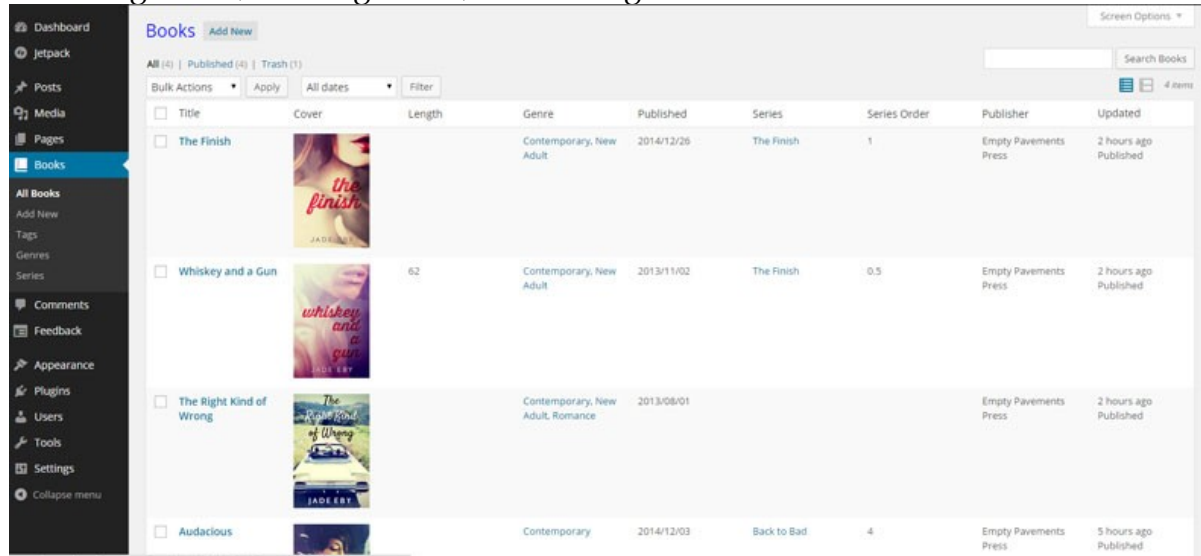 Screen Options ▼
Dashboard
Jetpack
Posts
Media
Pages
Books
All Books
Add New
Tags
Genres
Series
Comments
Feedback
Appearance
Plugins
Users
Tools
Settings
Collapse menu
Books Add New
All (4) | Published (4) | Trash (1)
Search Books
Bulk Actions Apply All dates Filter 4 items
Title Cover Length Genre Published Series Series Order Publisher Updated
The Finish
the
finish
JADE EBY
Contemporary, New
Adult
2014/12/26
The Finish
1
Empty Pavements
Press
2 hours ago
Published
Whiskey and a Gun
whiskey
and
a
gun
JADE EBY
62
Contemporary, New
Adult
2013/11/02
The Finish
0.5
Empty Pavements
Press
2 hours ago
Published
The Right Kind of
Wrong
The
Right Kind
of Wrong
JADE EBY
Contemporary, New
Adult, Romance
2013/08/01
Empty Pavements
Press
2 hours ago
Published
Audacious
Contemporary
2014/12/03
Back to Bad
4
Empty Pavements
Press
5 hours ago
Published